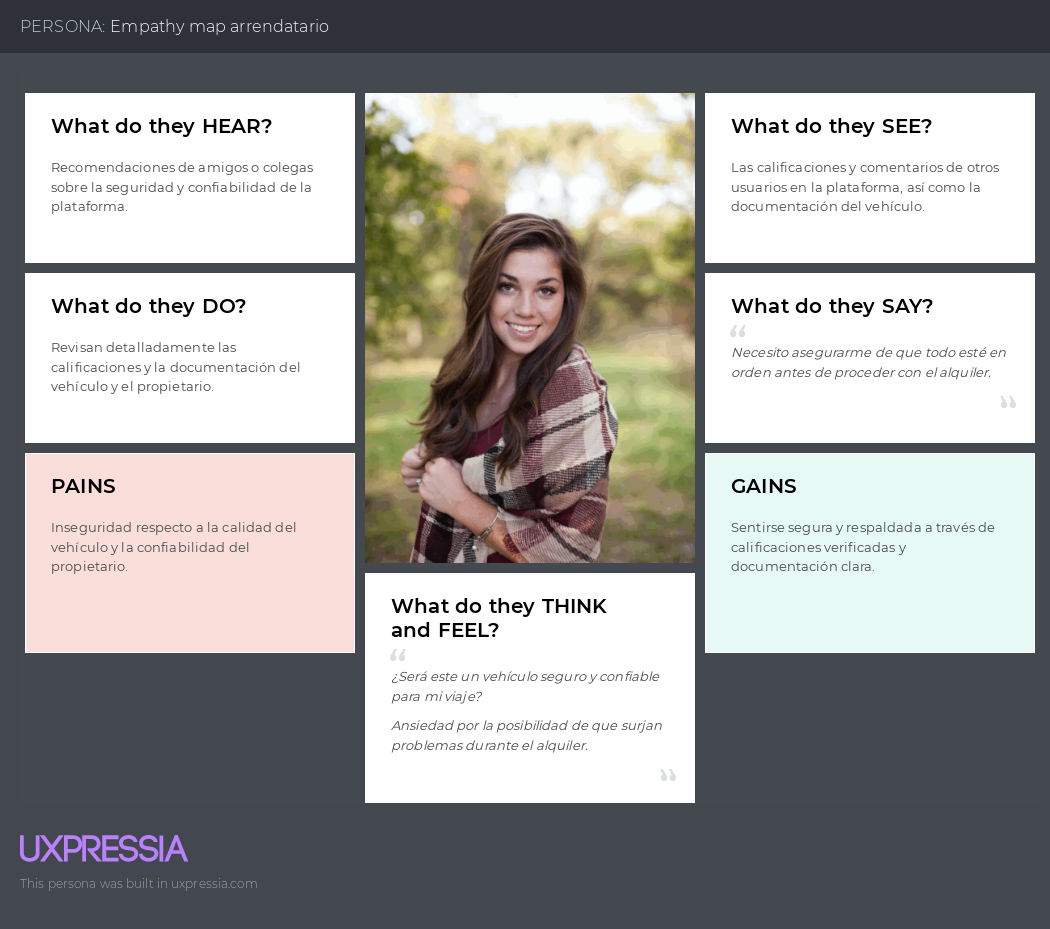 PERSONA: Empathy map arrendatario
What do they HEAR?
Recomendaciones de amigos o colegas
sobre la seguridad y confiabilidad de la
plataforma.
What do they DO?
Revisan detalladamente las
calificaciones y la documentación del
vehículo y el propietario.
PAINS
Inseguridad respecto a la calidad del
vehículo y la confiabilidad del
propietario.
What do they THINK
and FEEL?
“
¿Será este un vehículo seguro y confiable
para mi viaje?
Ansiedad por la posibilidad de que surjan
problemas durante el alquiler.
”
What do they SEE?
Las calificaciones y comentarios de otros
usuarios en la plataforma, así como la
documentación del vehículo.
What do they SAY?
“
Necesito asegurarme de que todo esté en
orden antes de proceder con el alquiler.
”
GAINS
Sentirse segura y respaldada a través de
calificaciones verificadas y
documentación clara.
UXPRESSIA
This persona was built in uxpressia.com